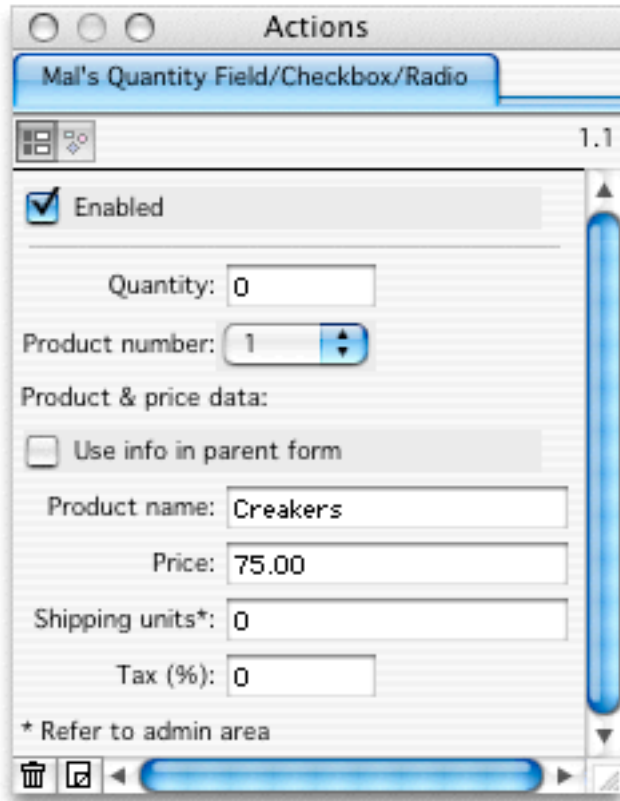 Actions
Mal's Quantity Field/Checkbox/Radio
1.1
Enabled
Quantity: 0
Product number: 1
Product & price data:
Use info in parent form
Product name: Creakers
Price: 75.00
Shipping units*: 0
Tax (%): 0
* Refer to admin area